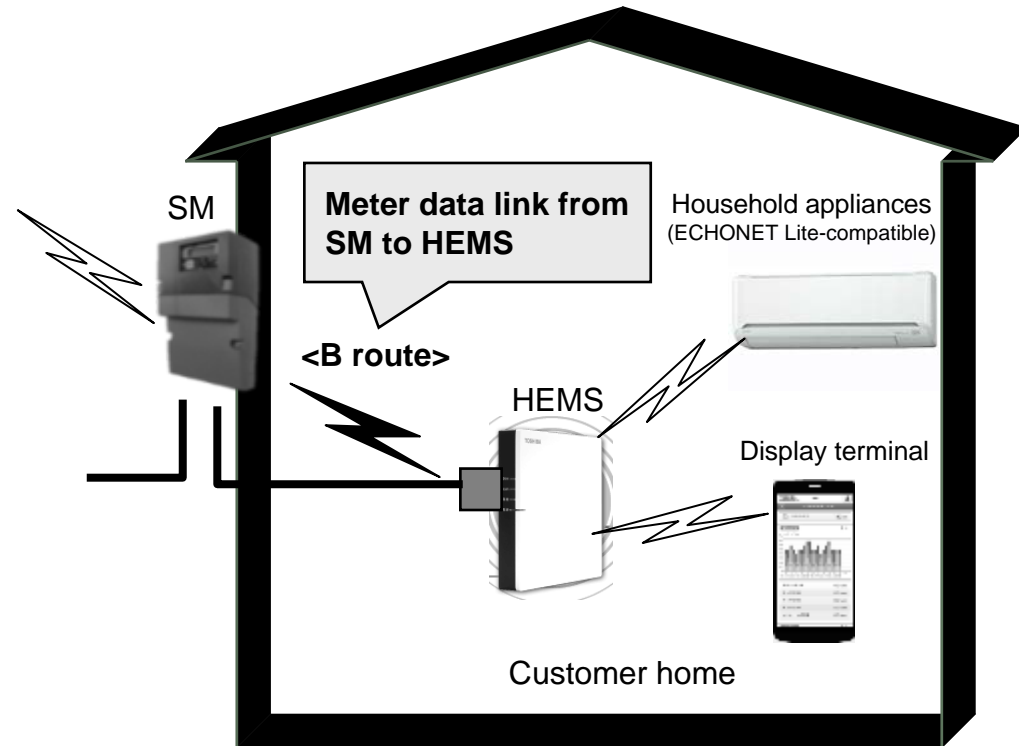 SM
Meter data link from
SM to HEMS
<B route>
Household appliances
(ECHONET Lite-compatible)
HEMS
TOSHIBA
Display terminal
Customer home